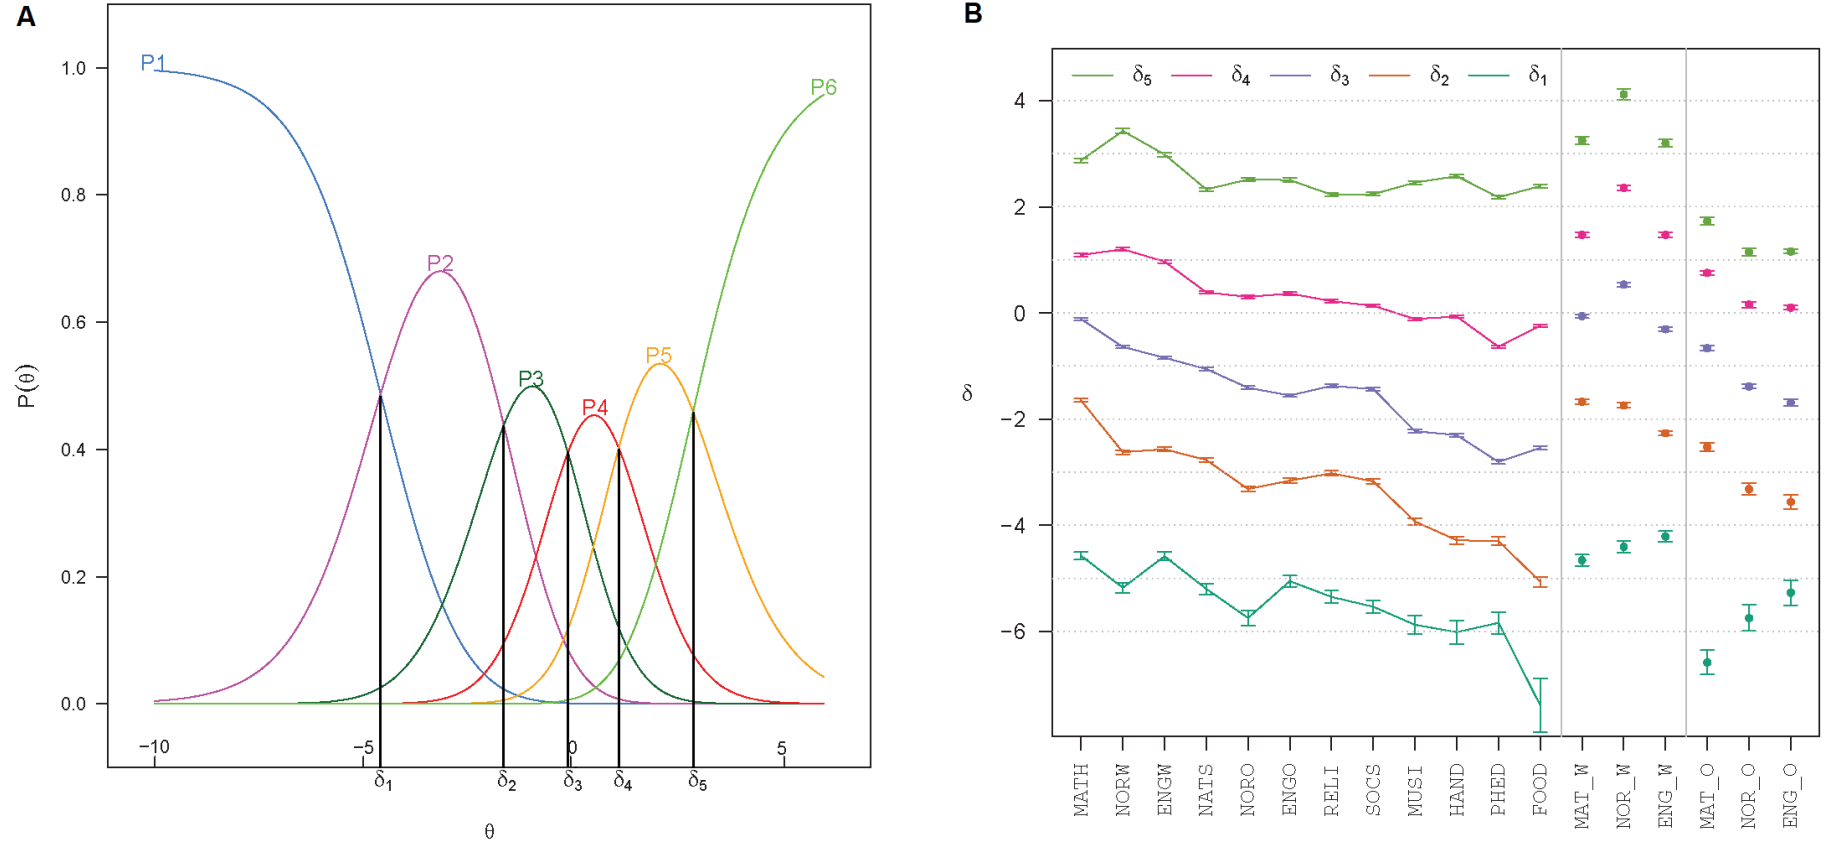 A
P(θ)
1.0
0.8
0.6
0.4
0.2
0.0
P1
P2
P3
P4
P5
P6
−10
−5
0
5
δ1
δ2
δ3
δ4
δ5
θ
B
δ
δ5
δ4
δ3
δ2
δ1
4
2
0
−2
−4
−6
MATH
NORW
ENGW
NATS
NORO
ENGO
RELI
SOCS
MUSI
HAND
PHED
FOOD
MAT_W
NOR_W
ENG_W
MAT_O
NOR_O
ENG_O